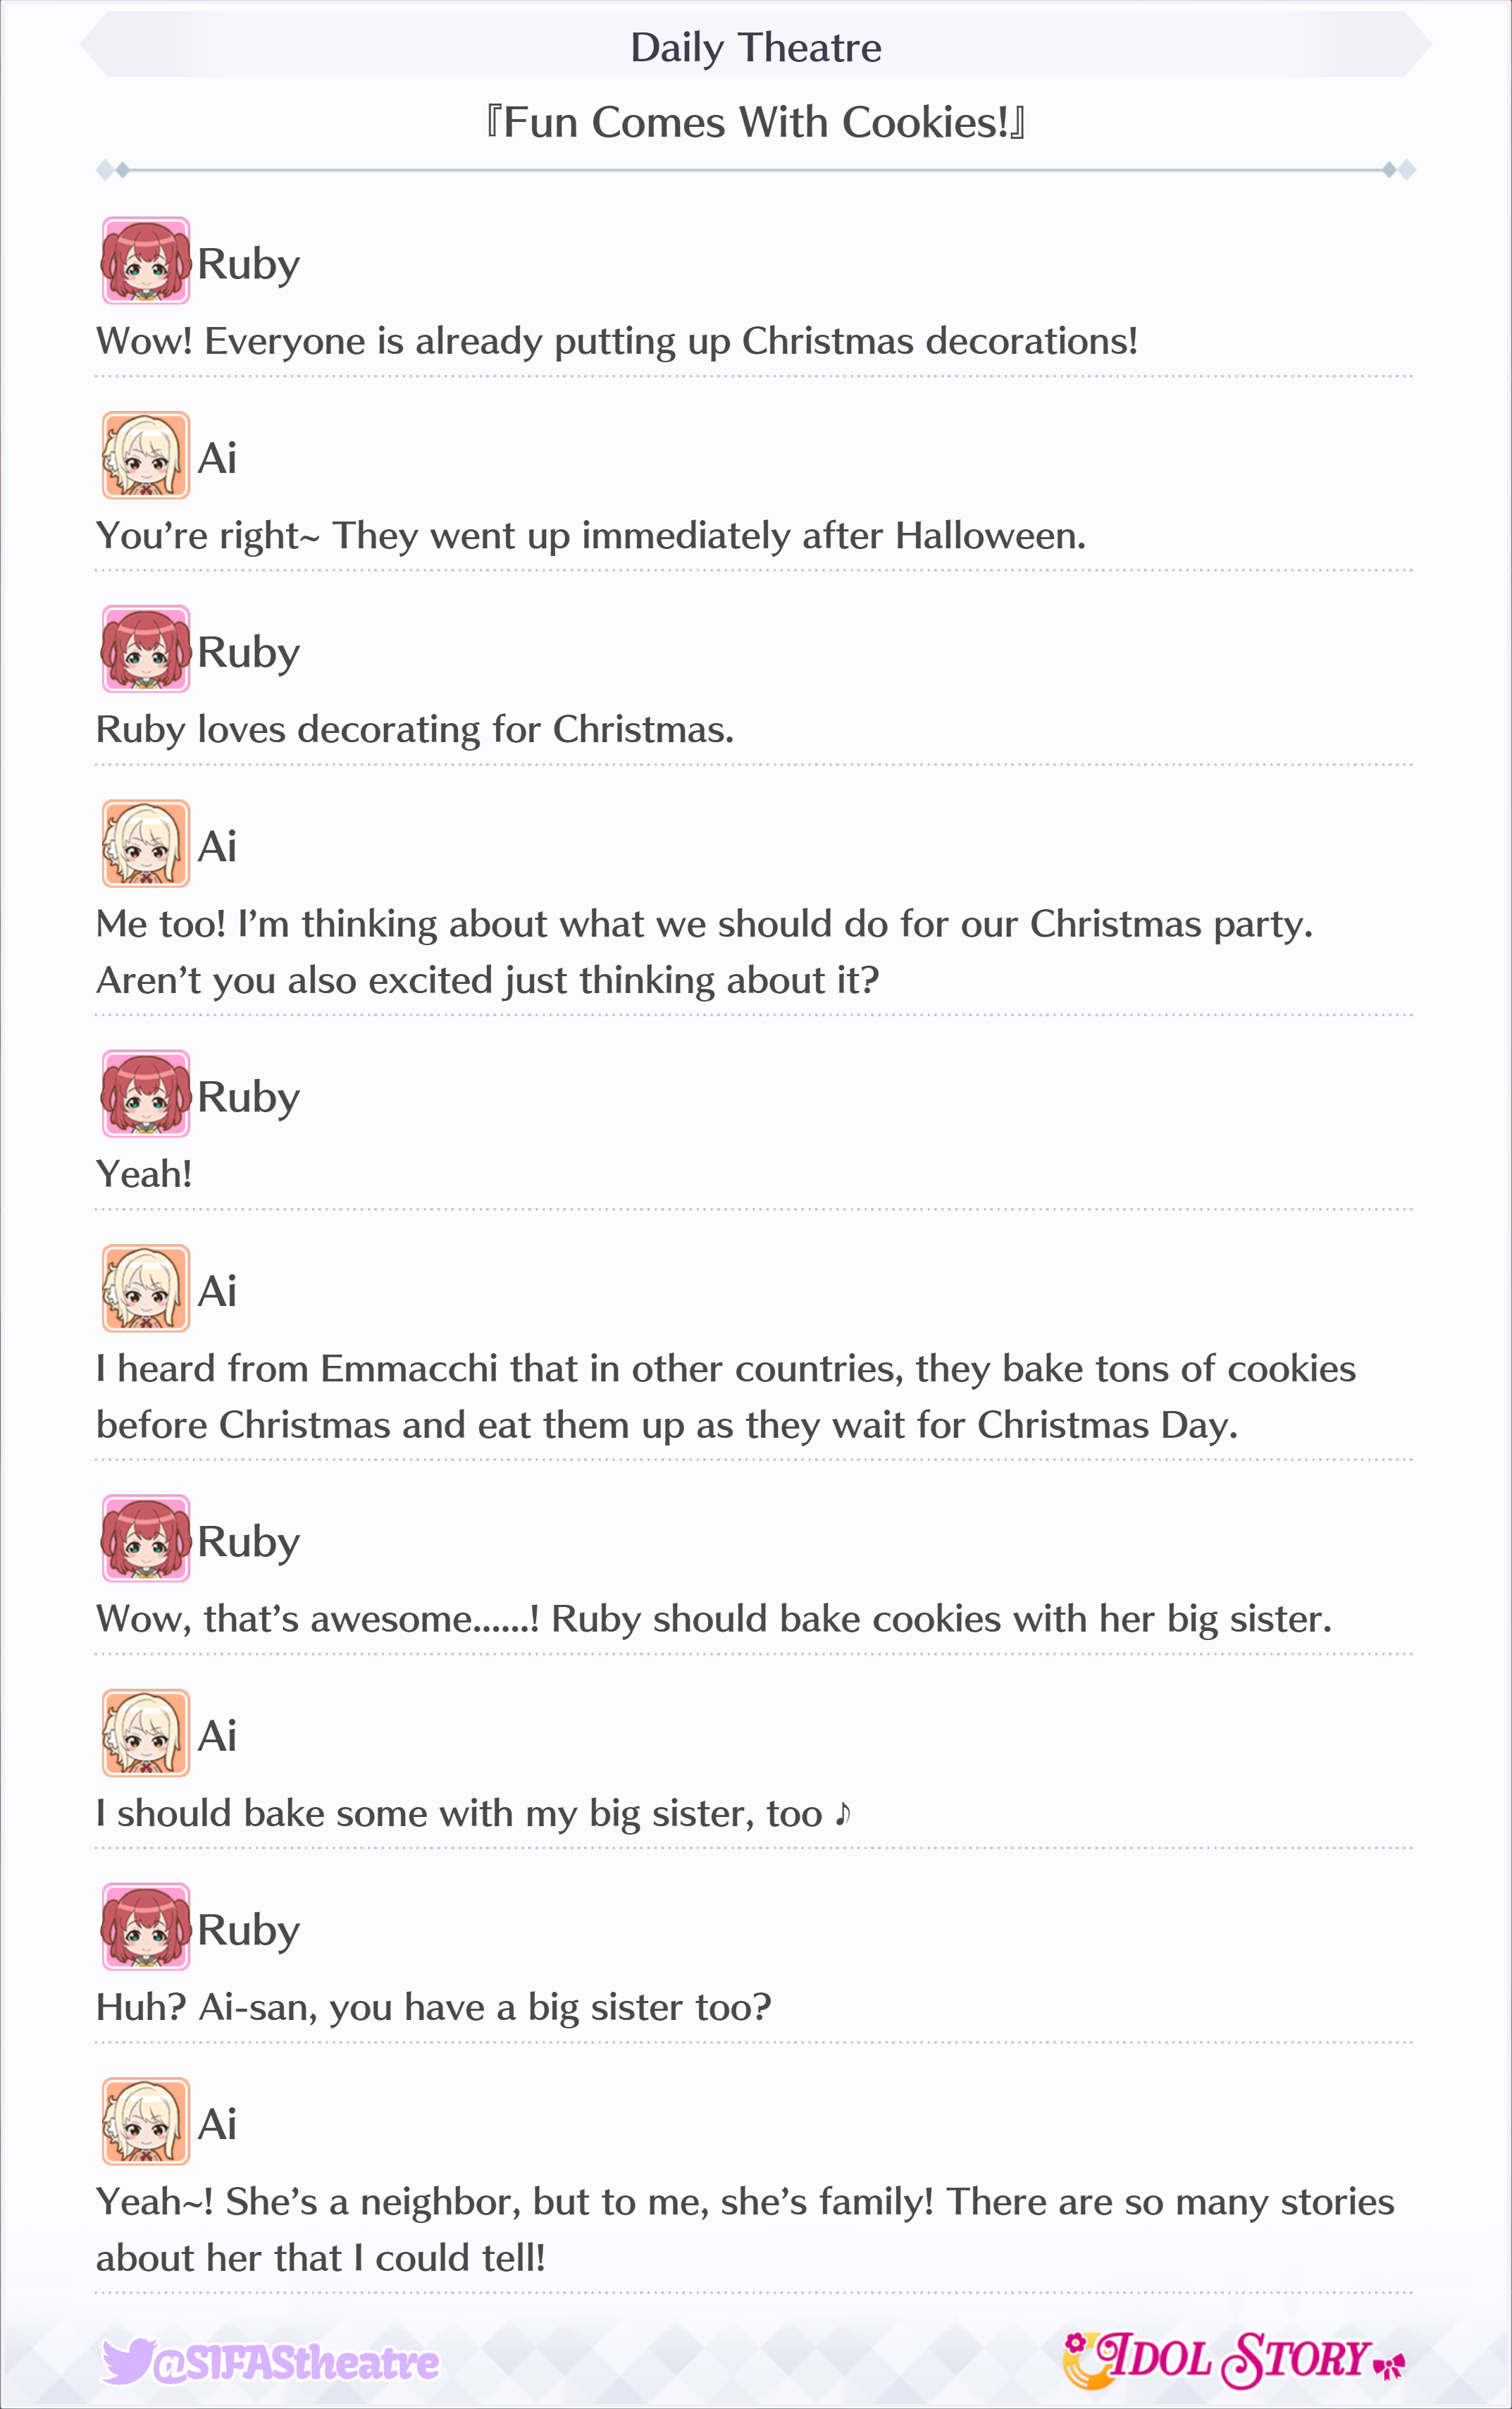 Daily Theatre
『Fun Comes With Cookies!』
Ruby
Wow! Everyone is already putting up Christmas decorations!
Ai
You’re right~ They went up immediately after Halloween.
Ruby
Ruby loves decorating for Christmas.
Ai
Me too! I’m thinking about what we should do for our Christmas party.
Aren’t you also excited just thinking about it?
Ruby
Yeah!
Ai
I heard from Emmacchi that in other countries, they bake tons of cookies
before Christmas and eat them up as they wait for Christmas Day.
Ruby
Wow, that’s awesome......! Ruby should bake cookies with her big sister.
Ai
I should bake some with my big sister, too ♪
Ruby
Huh? Ai-san, you have a big sister too?
Ai
Yeah~! She’s a neighbor, but to me, she’s family! There are so many stories
about her that I could tell!
@SIFAStheatre
IDOL STORY